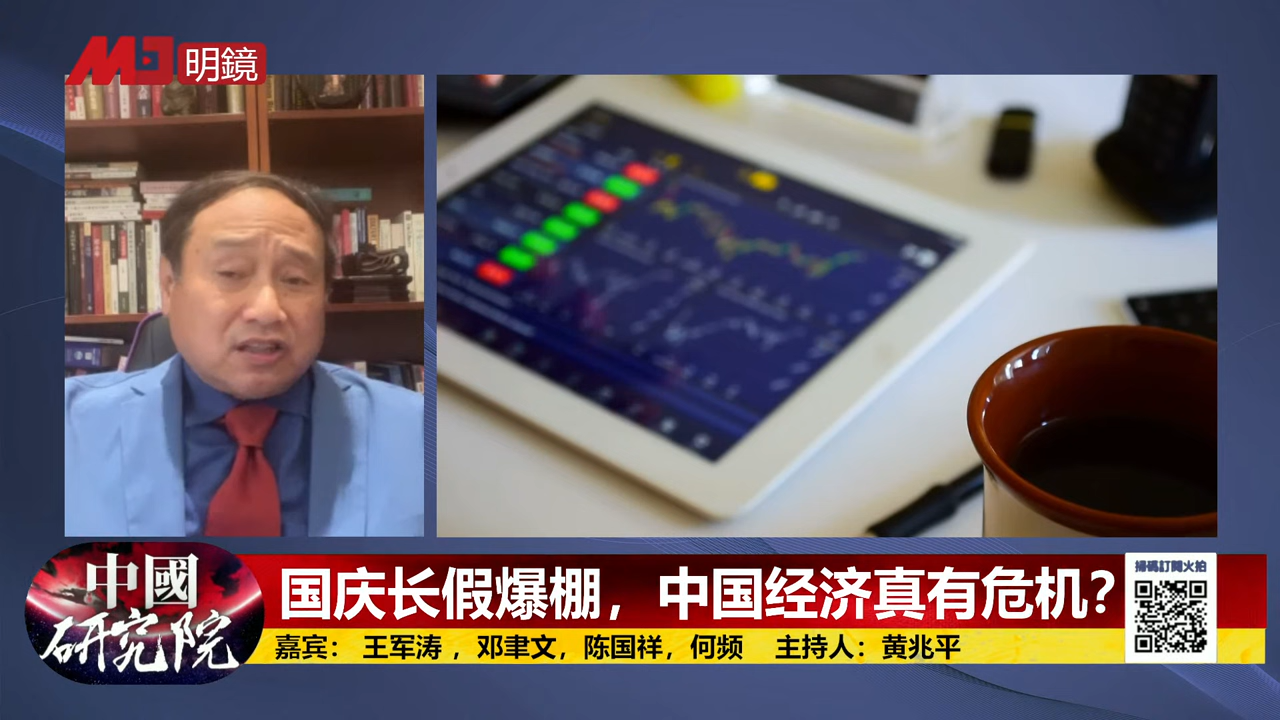 明鏡
中國
研究院
国庆长假爆棚，中国经济真有危机？
掃碼訂閱火拍
嘉宾： 王军涛 ，邓聿文，陈国祥，何频 主持人：黄兆平